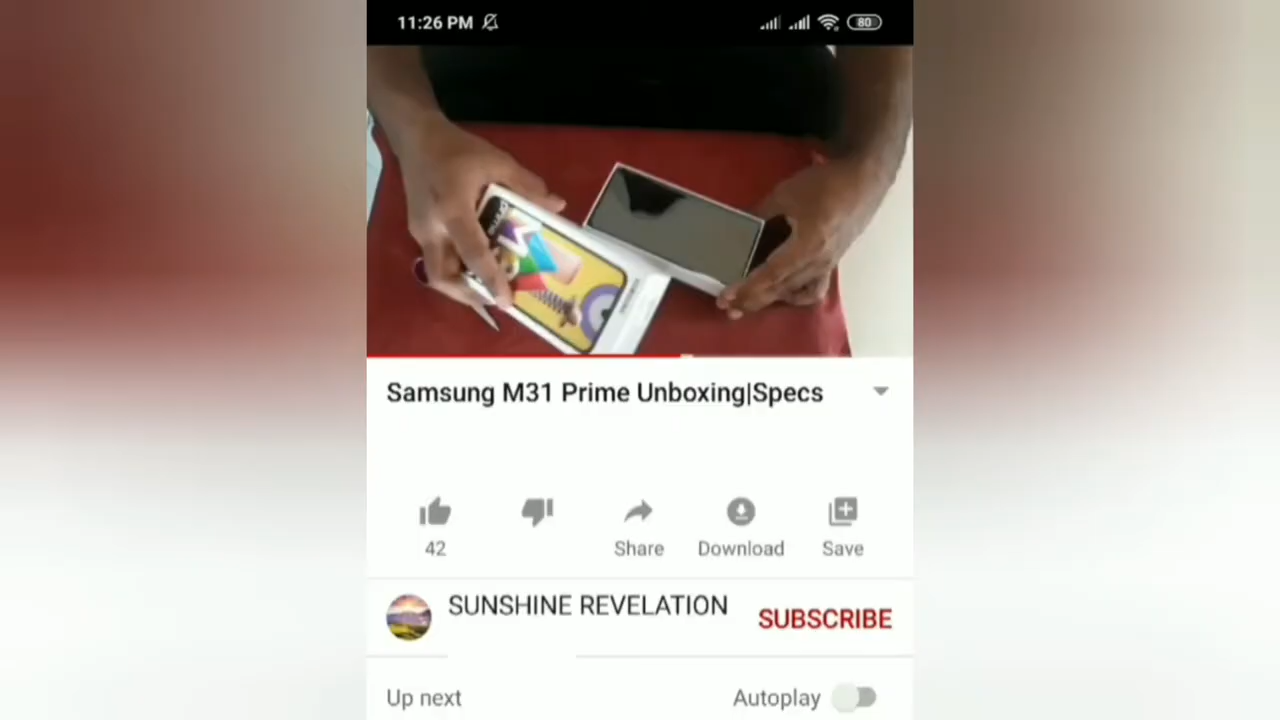 11:26 PM
80
Samsung M31 Prime Unboxing|Specs
42
Share
Download
Save
SUNSHINE REVELATION
SUBSCRIBE
Up next
Autoplay